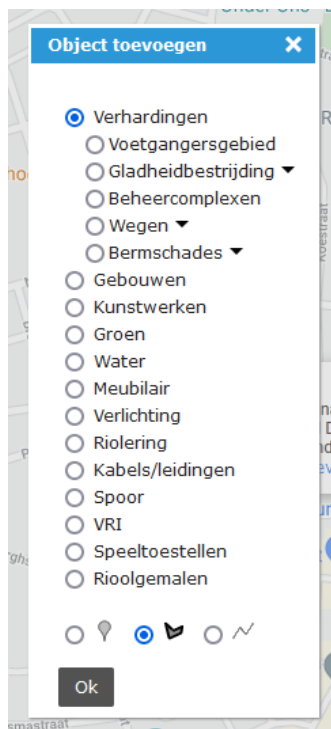 Object toevoegen
Verhardingen
Voetgangersgebied
Gladheidbestrijding
Beheercomplexen
Wegen
Bermschades
Gebouwen
Kunstwerken
Groen
Water
Meubilair
Verlichting
Riolering
Kabels/leidingen
Spoor
VRI
Speeltoestellen
Rioolgemalen
Ok